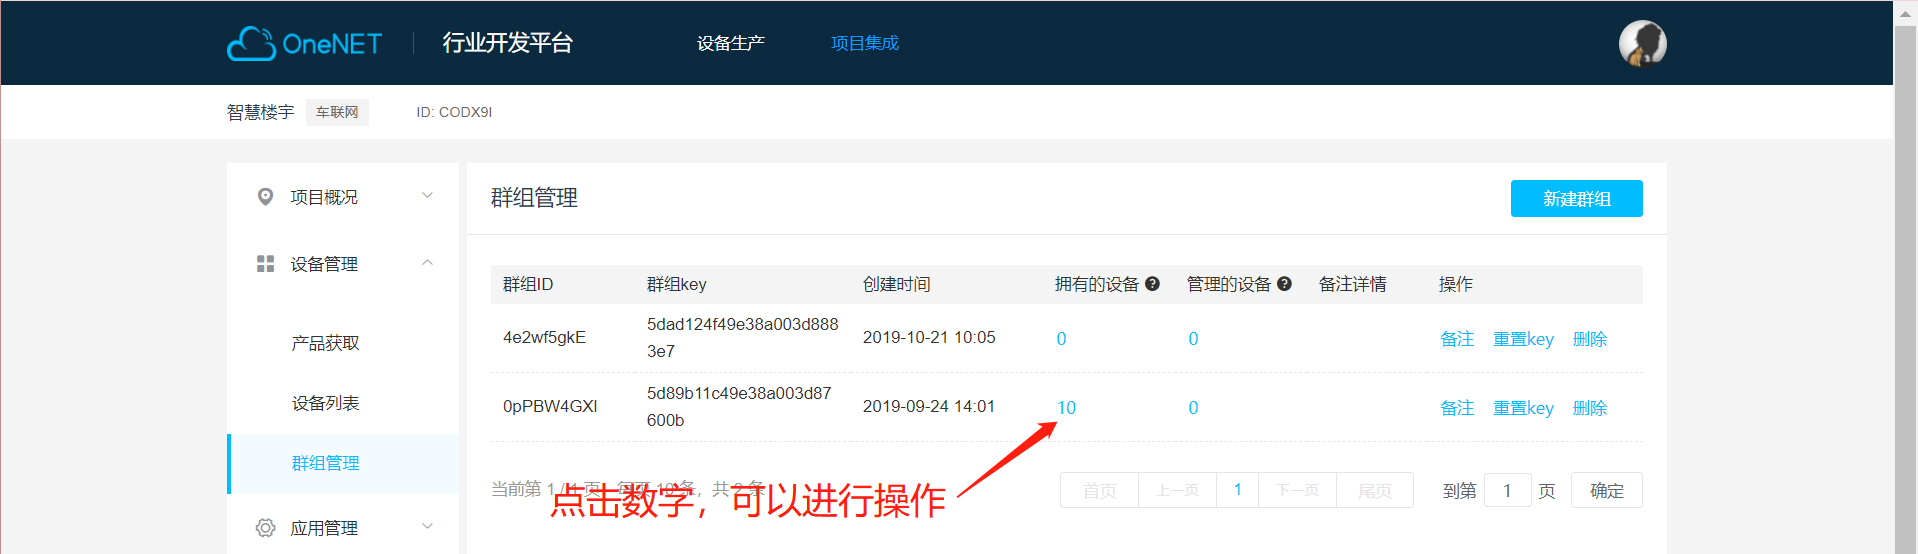 OneNET 行业开发平台 设备生产 项目集成
智慧楼宇 车联网 ID: CODX9I
项目概况
设备管理
产品获取
设备列表
群组管理
应用管理
群组管理 新建群组
群组ID 群组key 创建时间 拥有的设备 ? 管理的设备 ? 备注详情 操作
4e2wf5gkE 5dad124f49e38a003d888 2019-10-21 10:05 0 0 备注 重置key 删除
3e7
0pPBW4GXI 5d89b11c49e38a003d87 2019-09-24 14:01 10 0 备注 重置key 删除
600b
当前第 1 / 1 页, 每页 10 条, 共 2 条 首页 上一页 1 下一页 尾页 到第 1 页 确定
点击数字，可以进行操作